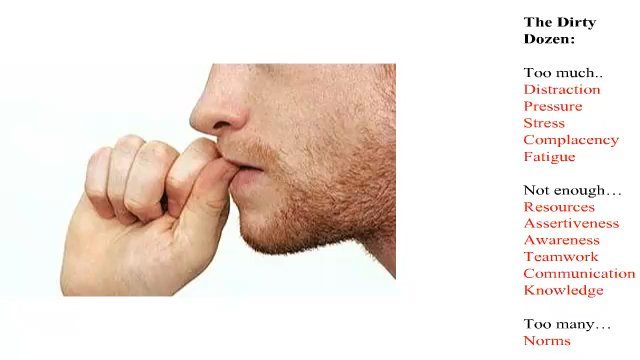 The Dirty
Dozen:
Too much..
Distraction
Pressure
Stress
Complacency
Fatigue
Not enough…
Resources
Assertiveness
Awareness
Teamwork
Communication
Knowledge
Too many…
Norms